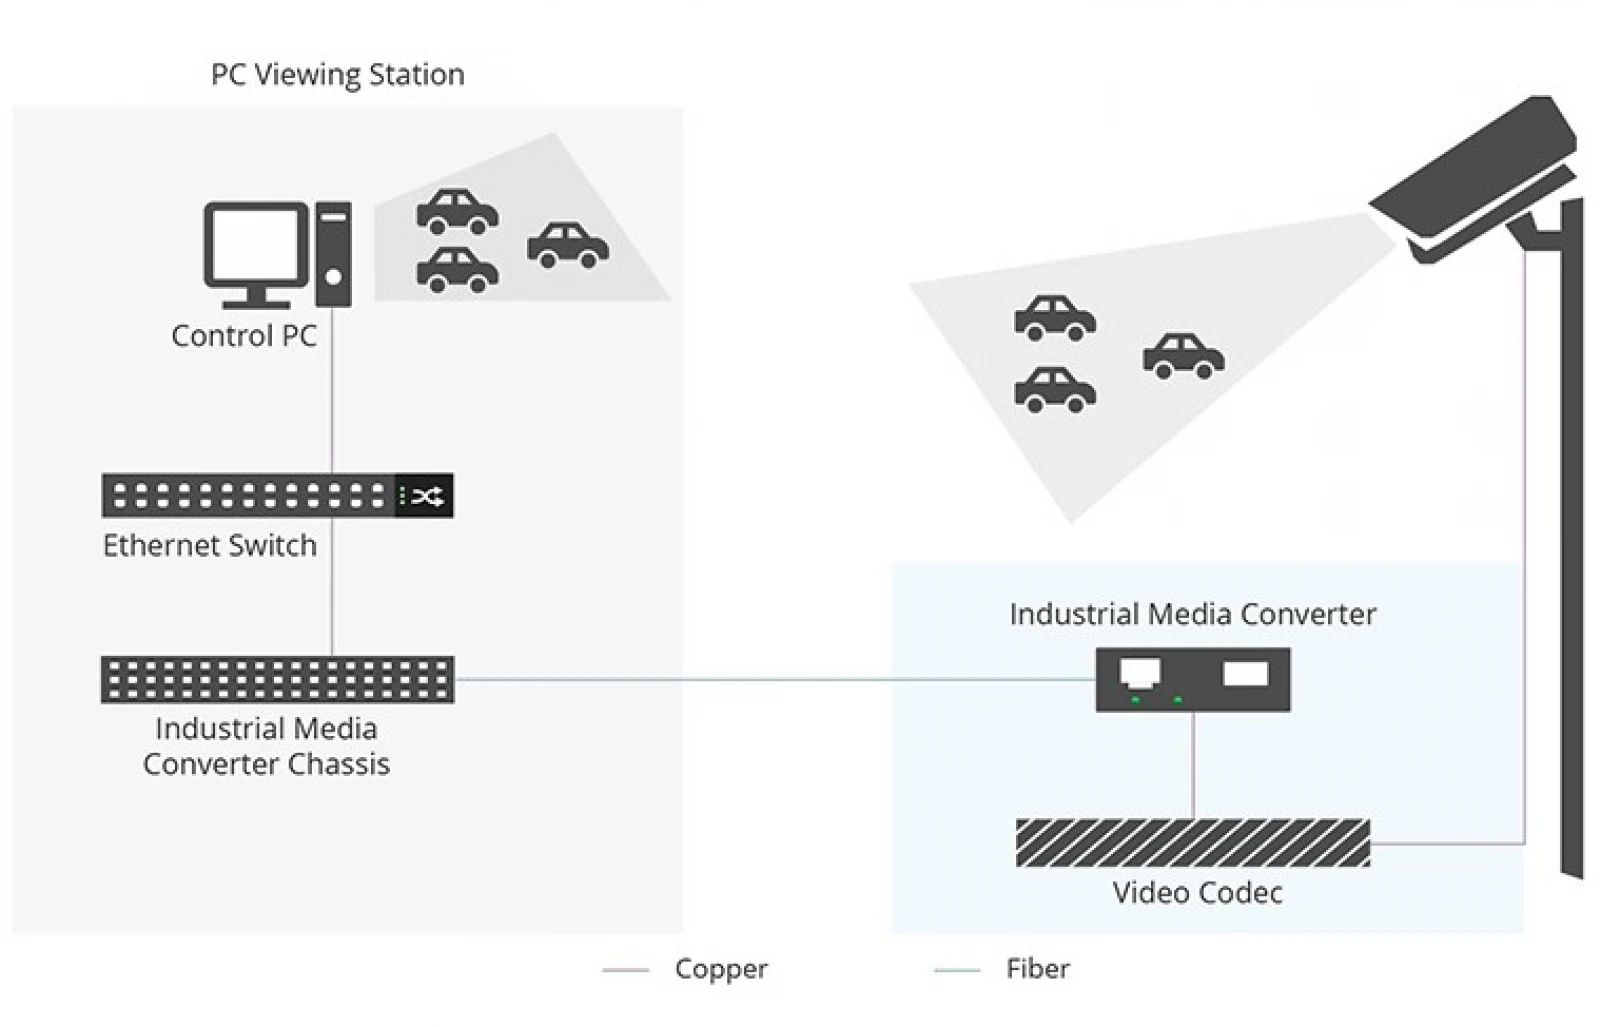 PC Viewing Station
Control PC
Ethernet Switch
Industrial Media
Converter Chassis
Industrial Media Converter
Video Codec
Copper
Fiber